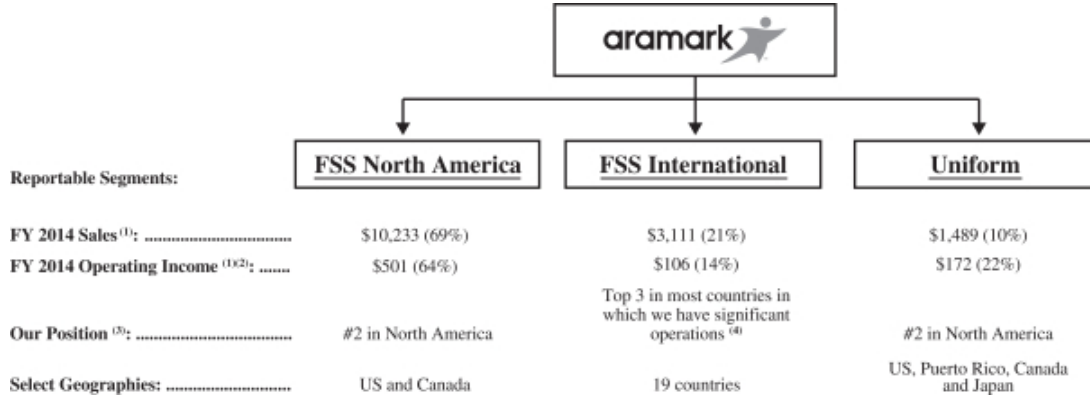 aramark
FSS North America FSS International Uniform
Reportable Segments:
FY 2014 Sales (1): .................................. $10,233 (69%) $3,111 (21%) $1,489 (10%)
FY 2014 Operating Income (1)(2): ....... $501 (64%) $106 (14%) $172 (22%)
Top 3 in most countries in
which we have significant
Our Position (3): .................................... #2 in North America operations (4) #2 in North America
US, Puerto Rico, Canada
Select Geographies: ............................. US and Canada 19 countries and Japan